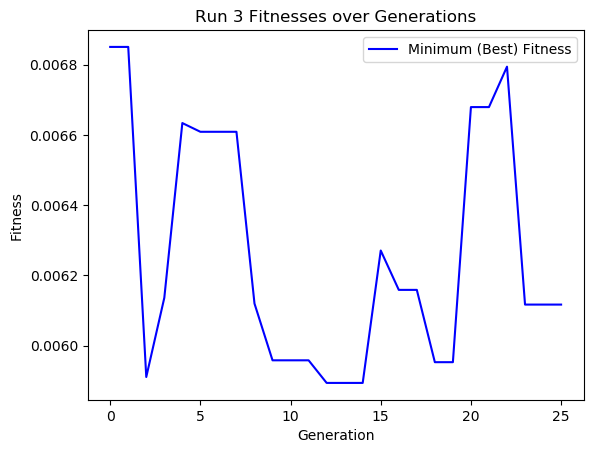 Run 3 Fitnesses over Generations
Minimum (Best) Fitness
0.0068
0.0066
0.0064
0.0062
0.0060
Fitness
0 5 10 15 20 25
Generation